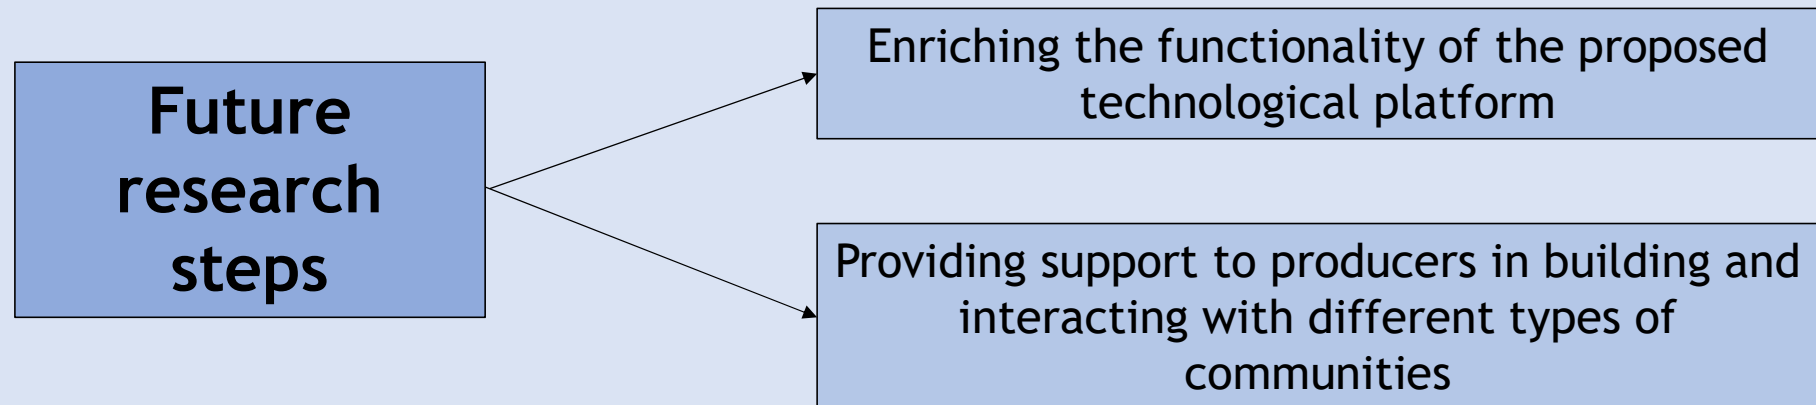 Future
research
steps
Enriching the functionality of the proposed
technological platform
Providing support to producers in building and
interacting with different types of
communities